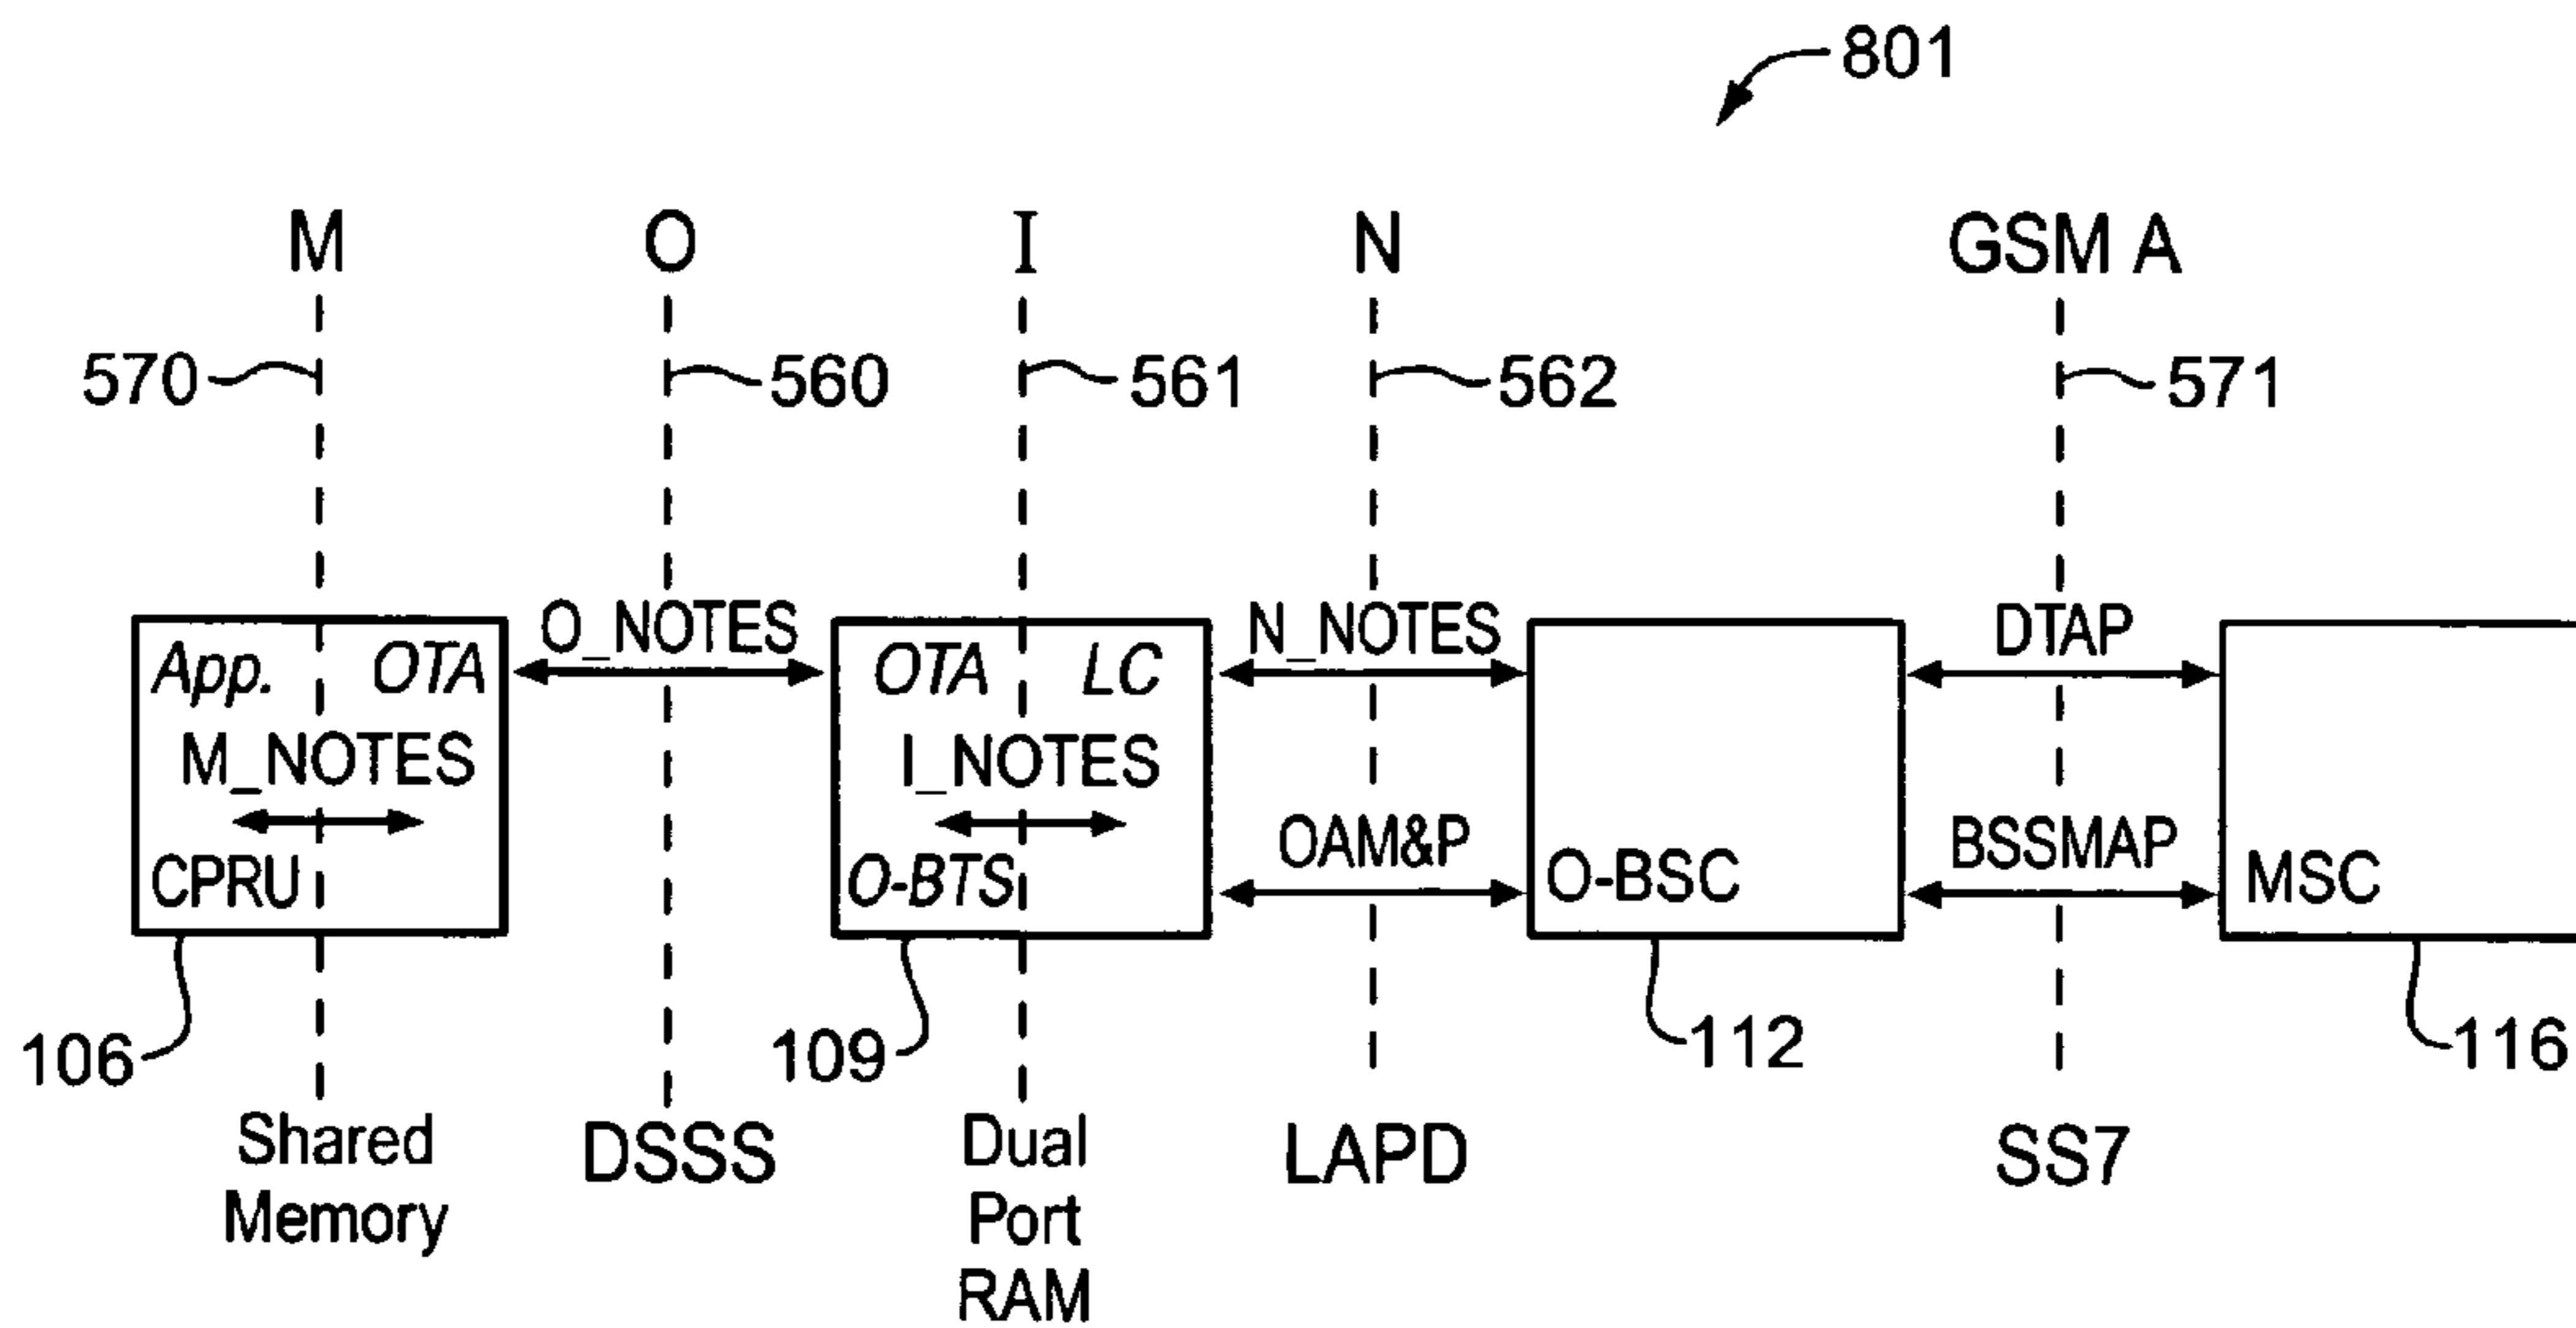 801
M
O
I
N
GSM A
570
560
561
562
571
O_NOTES
N_NOTES
DTAP
App.
OTA
OTA
LC
M_NOTES
I_NOTES
OAM&P
BSSMAP
CPRU
O-BTS
O-BSC
MSC
106
109
112
116
Shared
Memory
DSSS
Dual
Port
RAM
LAPD
SS7